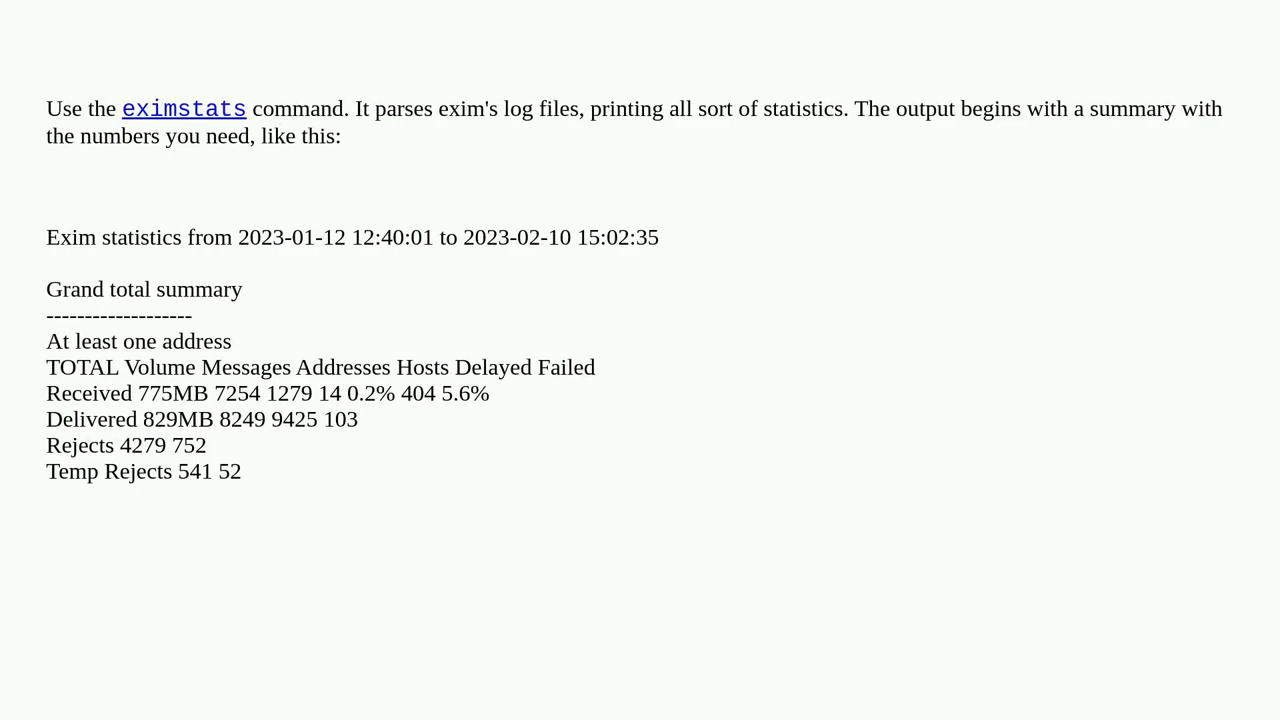 Use the eximstats command. It parses exim's log files, printing all sort of statistics. The output begins with a summary with
the numbers you need, like this:
Exim statistics from 2023-01-12 12:40:01 to 2023-02-10 15:02:35
Grand total summary
-------------------
At least one address
TOTAL Volume Messages Addresses Hosts Delayed Failed
Received 775MB 7254 1279 14 0.2% 404 5.6%
Delivered 829MB 8249 9425 103
Rejects 4279 752
Temp Rejects 541 52